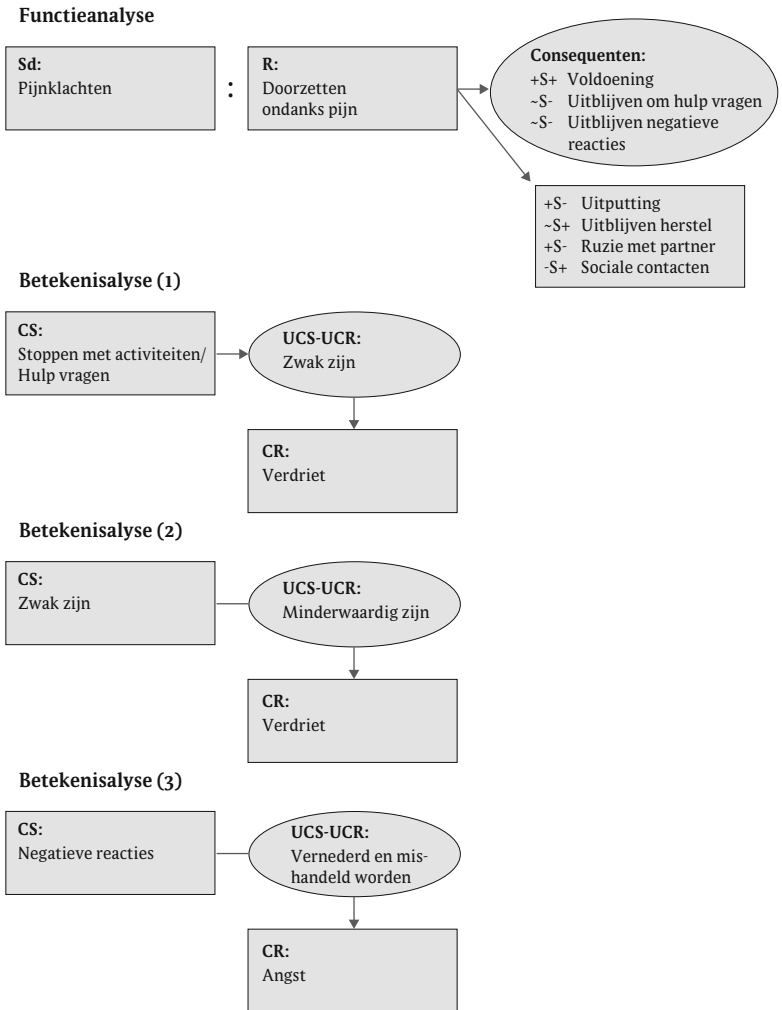 Functieanalyse
Sd:
Pijnklachten
:
R:
Doorzetten
ondanks pijn
Consequenten:
+S+ Voldoening
~S- Uitblijven om hulp vragen
~S- Uitblijven negatieve
reacties
+S- Uitputting
~S+ Uitblijven herstel
+S- Ruzie met partner
-S+ Sociale contacten
Betekenisalyse (1)
CS:
Stoppen met activiteiten/
Hulp vragen
UCS-UCR:
Zwak zijn
CR:
Verdriet
Betekenisalyse (2)
CS:
Zwak zijn
UCS-UCR:
Minderwaardig zijn
CR:
Verdriet
Betekenisalyse (3)
CS:
Negatieve reacties
UCS-UCR:
Vernederd en mis-
handeld worden
CR:
Angst